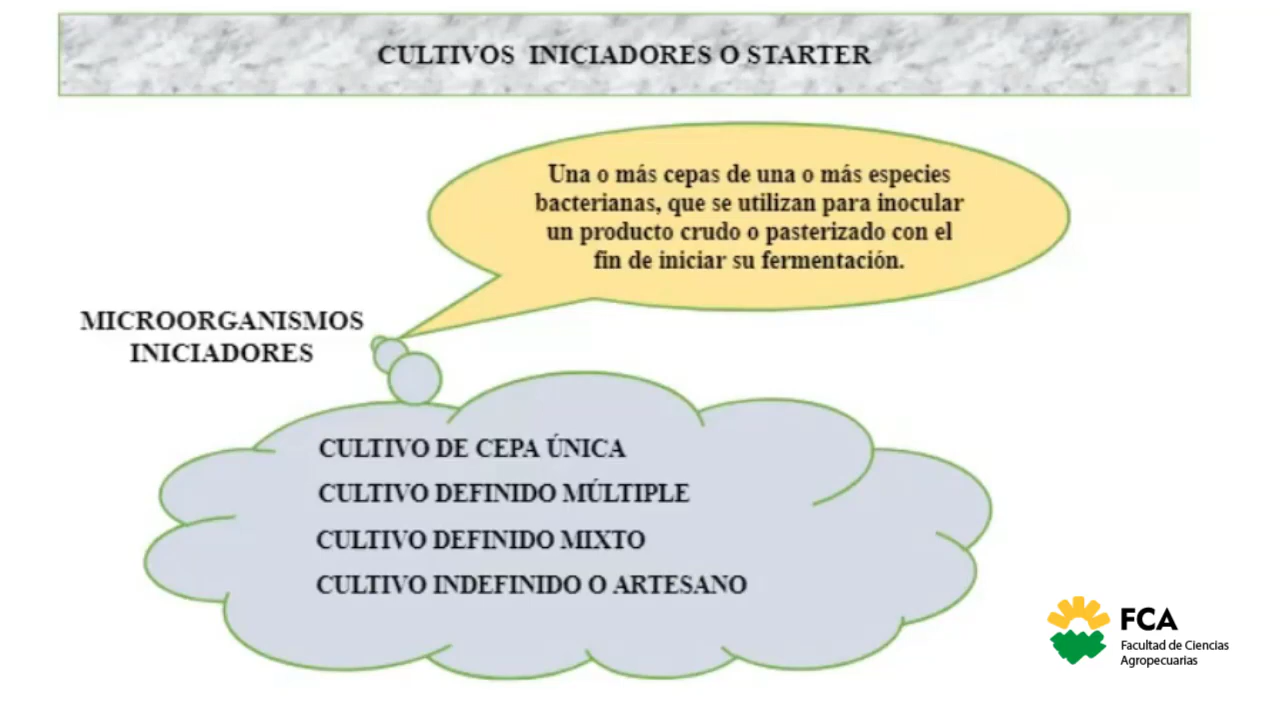 CULTIVOS INICIADORES O STARTER
Una o más cepas de una o más especies
bacterianas, que se utilizan para inocular
un producto crudo o pasterizado con el
fin de iniciar su fermentación.
MICROORGANISMOS
INICIADORES
CULTIVO DE CEPA ÚNICA
CULTIVO DEFINIDO MÚLTIPLE
CULTIVO DEFINIDO MIXTO
CULTIVO INDEFINIDO O ARTESANO
FCA
Facultad de Ciencias
Agropecuarias